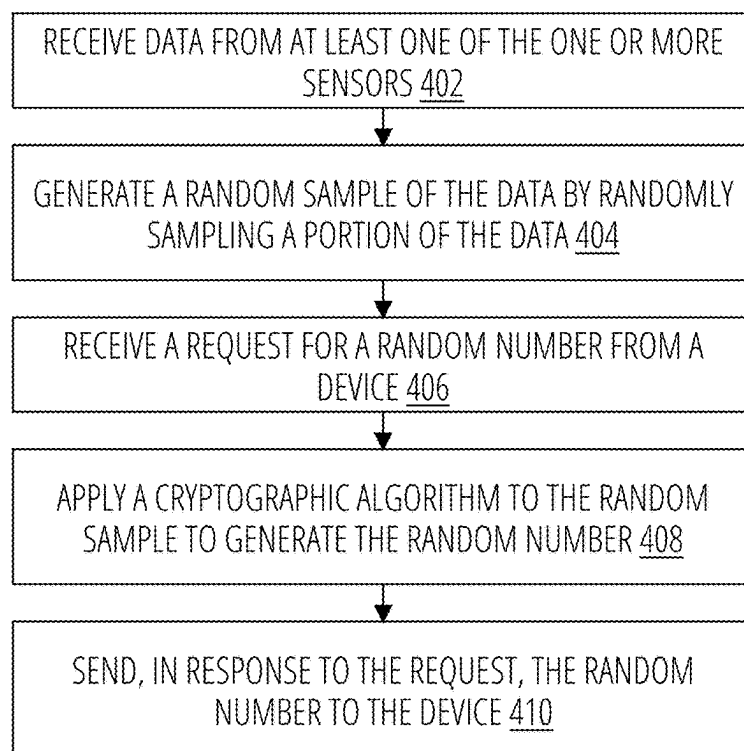 RECEIVE DATA FROM AT LEAST ONE OF THE ONE OR MORE
SENSORS 402
GENERATE A RANDOM SAMPLE OF THE DATA BY RANDOMLY
SAMPLING A PORTION OF THE DATA 404
RECEIVE A REQUEST FOR A RANDOM NUMBER FROM A
DEVICE 406
APPLY A CRYPTOGRAPHIC ALGORITHM TO THE RANDOM
SAMPLE TO GENERATE THE RANDOM NUMBER 408
SEND, IN RESPONSE TO THE REQUEST, THE RANDOM
NUMBER TO THE DEVICE 410